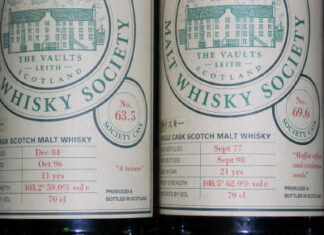 THE VAULTS
LEITH
SCOTLAND
WHISKY SOCIETY
No.
63.5
SOCIETY CASK
CASK SCOTCH MALT WHISKY
Dec 84
Oct 96
11 yrs
103.2° 59.0% vol
70 cl
PRODUCED &
BOTTLED IN SCOTLAND
THE VAULTS
LEITH
SCOTLAND
MALT WHISKY SOCIETY
No.
69.6
SOCIETY CASK
SINGLE CASK SCOTCH MALT WHISKY
Sept 77
Sept 98
21 yrs
108.5° 62.0% vol
70 cl
PRODUCED &
BOTTLED IN SCOTLAND